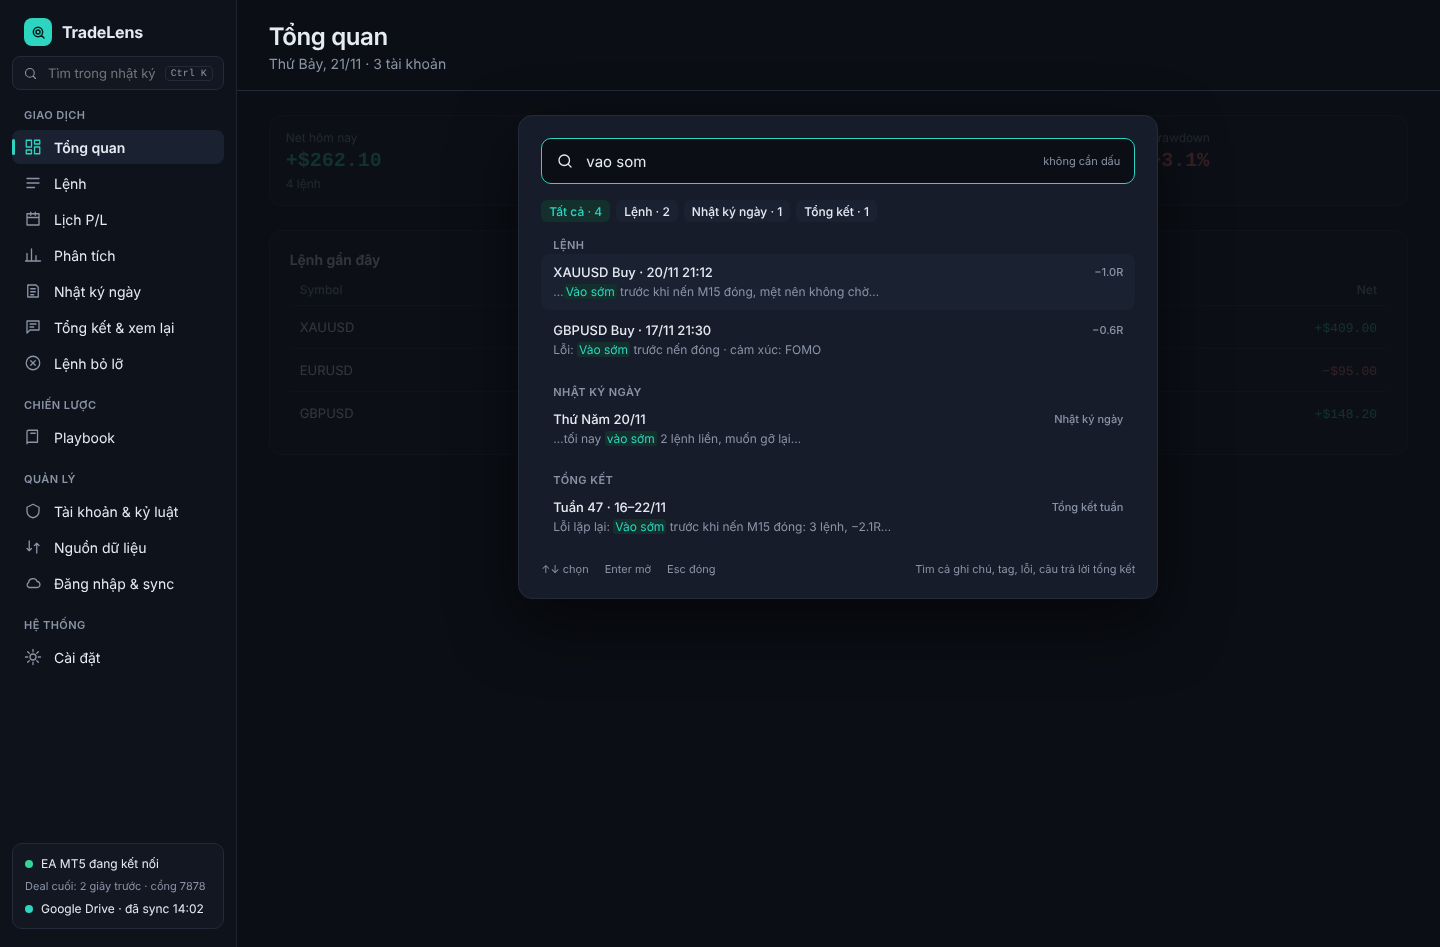 TradeLens
Tìm trong nhật ký
Ctrl K
GIAO DỊCH
Tổng quan
Lệnh
Lịch P/L
Phân tích
Nhật ký ngày
Tổng kết & xem lại
Lệnh bỏ lỡ
CHIẾN LƯỢC
Playbook
QUẢN LÝ
Tài khoản & kỷ luật
Nguồn dữ liệu
Đăng nhập & sync
HỆ THỐNG
Cài đặt
EA MT5 đang kết nối
Deal cuối: 2 giây trước · cổng 7878
Google Drive · đã sync 14:02
Tổng quan
Thứ Bảy, 21/11 · 3 tài khoản
Net hôm nay
+$262.10
4 lệnh
rawdown
3.1%
Lệnh gần đây
Symbol
Net
XAUUSD
+$409.00
EURUSD
−$95.00
GBPUSD
+$148.20
vao som
không cần dấu
Tất cả · 4
Lệnh · 2
Nhật ký ngày · 1
Tổng kết · 1
LỆNH
XAUUSD Buy · 20/11 21:12
−1.0R
…Vào sớm trước khi nến M15 đóng, mệt nên không chờ…
GBPUSD Buy · 17/11 21:30
−0.6R
Lỗi: Vào sớm trước nến đóng · cảm xúc: FOMO
NHẬT KÝ NGÀY
Thứ Năm 20/11
Nhật ký ngày
…tối nay vào sớm 2 lệnh liền, muốn gỡ lại…
TỔNG KẾT
Tuần 47 · 16–22/11
Tổng kết tuần
Lỗi lặp lại: Vào sớm trước khi nến M15 đóng: 3 lệnh, −2.1R…
↑↓ chọn
Enter mở
Esc đóng
Tìm cả ghi chú, tag, lỗi, câu trả lời tổng kết